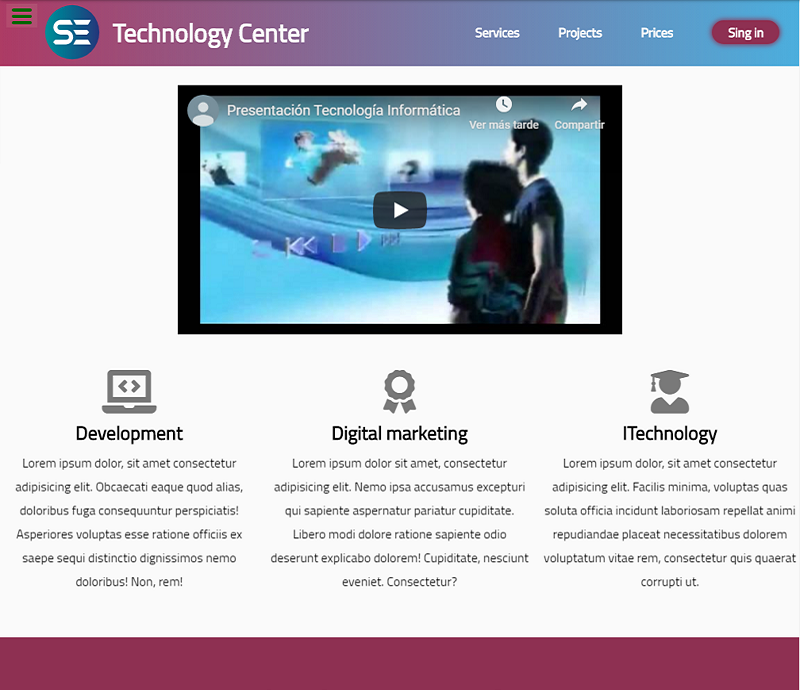 SE
Technology Center
Services
Projects
Prices
Sing in
Presentación Tecnología Informática
Ver más tarde
Compartir
Development
Lorem ipsum dolor, sit amet consectetur
adipisicing elit. Obcaecati eaque quod alias,
doloribus fuga consequuntur perspiciatis!
Asperiores voluptas esse ratione officiis ex
saepe sequi distinctio dignissimos nemo
doloribus! Non, rem!
Digital marketing
Lorem ipsum dolor sit amet, consectetur
adipisicing elit. Nemo ipsa accusamus excepturi
qui sapiente aspernatur pariatur cupiditate.
Libero modi dolore ratione sapiente odio
deserunt explicabo dolorem! Cupiditate, nesciunt
eveniet. Consectetur?
ITechnology
Lorem ipsum dolor, sit amet consectetur
adipisicing elit. Facilis minima, voluptas quas
soluta officia incidunt laboriosam repellat animi
repudiandae placeat necessitatibus dolorem
voluptatum vitae rem, consectetur quis quaerat
corrupti ut.